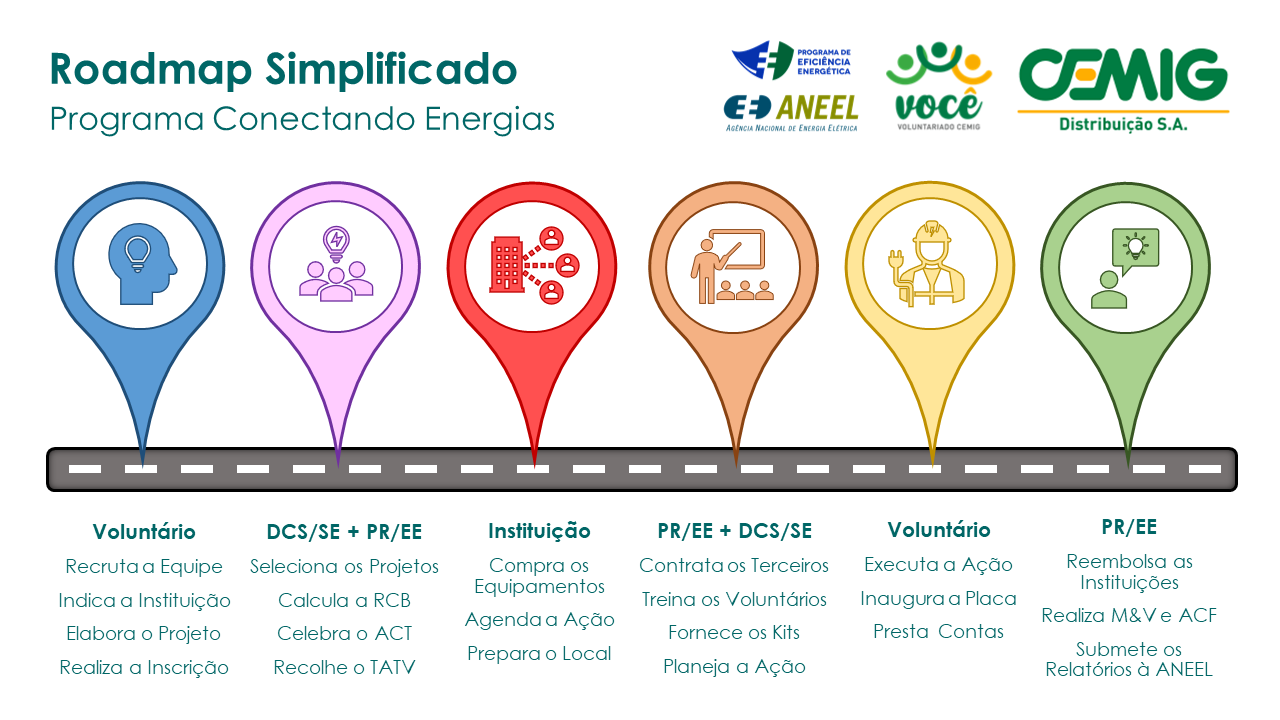 Roadmap Simplificado
Programa Conectando Energias
PROGRAMA DE
EFICIÊNCIA
ENERGÉTICA
ANEEL
AGÊNCIA NACIONAL DE ENERGIA ELÉTRICA
você
VOLUNTARIADO CEMIG
CEMIG
Distribuição S.A.
Voluntário
Recruta a Equipe
Indica a Instituição
Elabora o Projeto
Realiza a Inscrição
DCS/SE + PR/EE
Seleciona os Projetos
Calcula a RCB
Celebra o ACT
Recolhe o TATV
Instituição
Compra os
Equipamentos
Agenda a Ação
Prepara o Local
PR/EE + DCS/SE
Contrata os Terceiros
Treina os Voluntários
Fornece os Kits
Planeja a Ação
Voluntário
Executa a Ação
Inaugura a Placa
Presta Contas
PR/EE
Reembolsa as
Instituições
Realiza M&V e ACF
Submete os
Relatórios à ANEEL